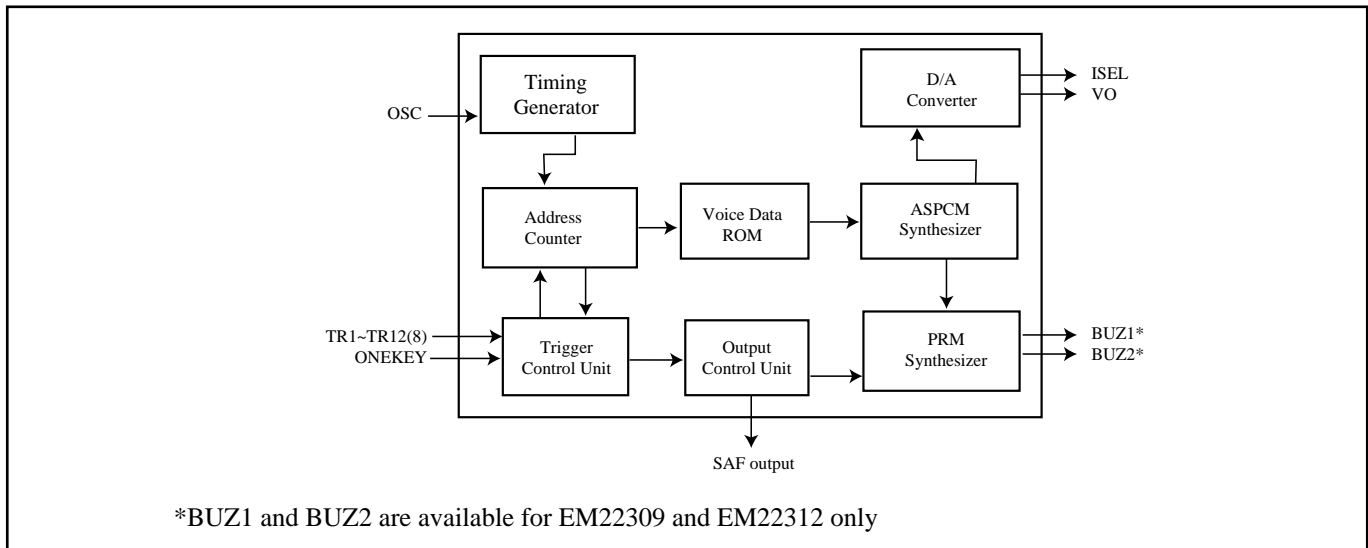 Timing
Generator
D/A
Converter
ISEL
VO
OSC
Address
Counter
Voice Data
ROM
ASPCM
Synthesizer
TR1~TR12(8)
ONEKEY
Trigger
Control Unit
Output
Control Unit
PRM
Synthesizer
BUZ1*
BUZ2*
SAF output
*BUZ1 and BUZ2 are available for EM22309 and EM22312 only